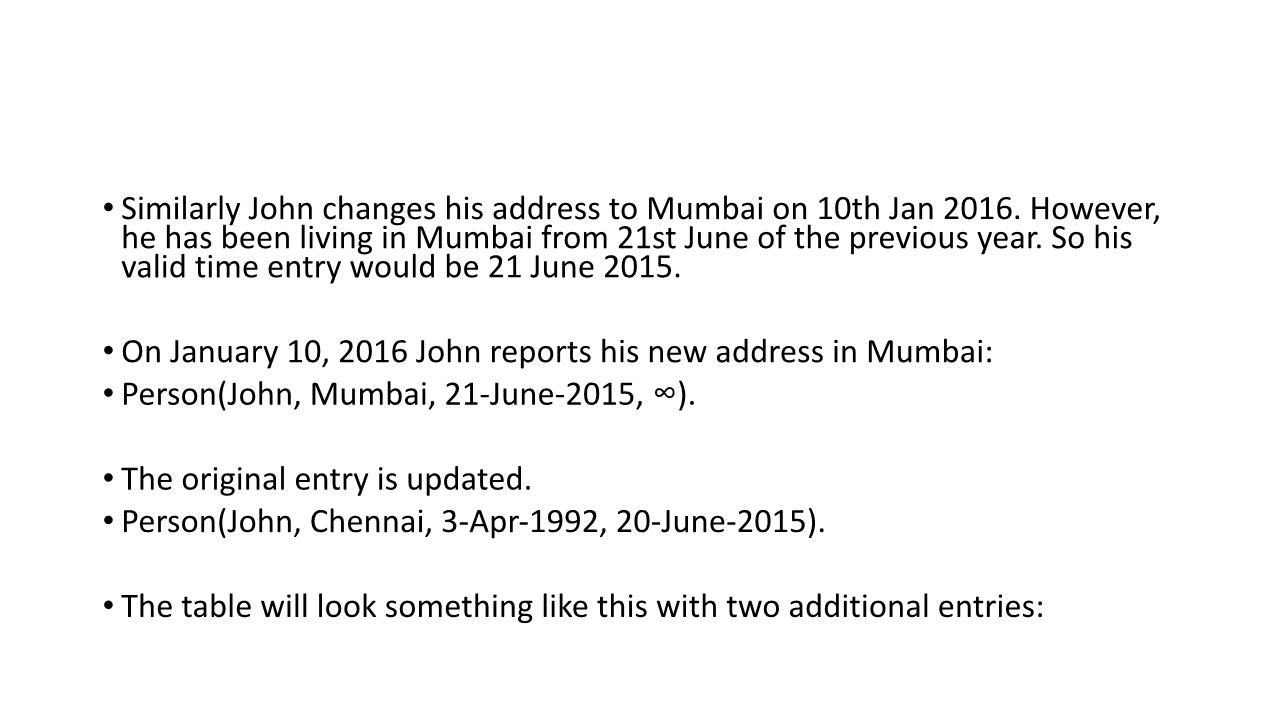 • Similarly John changes his address to Mumbai on 10th Jan 2016. However,
he has been living in Mumbai from 21st June of the previous year. So his
valid time entry would be 21 June 2015.
• On January 10, 2016 John reports his new address in Mumbai:
• Person(John, Mumbai, 21-June-2015, ∞).
• The original entry is updated.
• Person(John, Chennai, 3-Apr-1992, 20-June-2015).
• The table will look something like this with two additional entries: